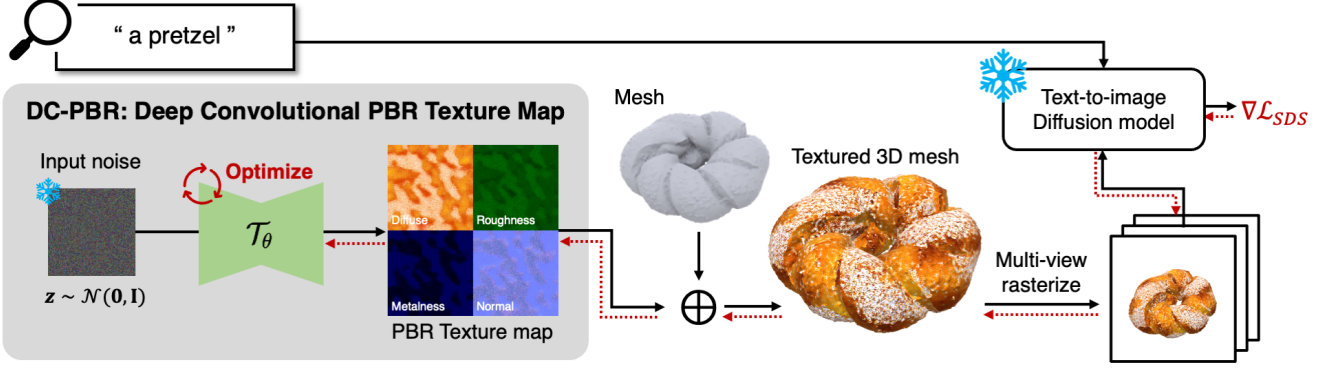 “ a pretzel ”
DC-PBR: Deep Convolutional PBR Texture Map
Input noise
Optimize
𝒯θ
z ~ 𝒩(0, I)
Diffuse
Roughness
Metalness
Normal
PBR Texture map
Mesh
Textured 3D mesh
Multi-view
rasterize
Text-to-image
Diffusion model
∇ℒSDS